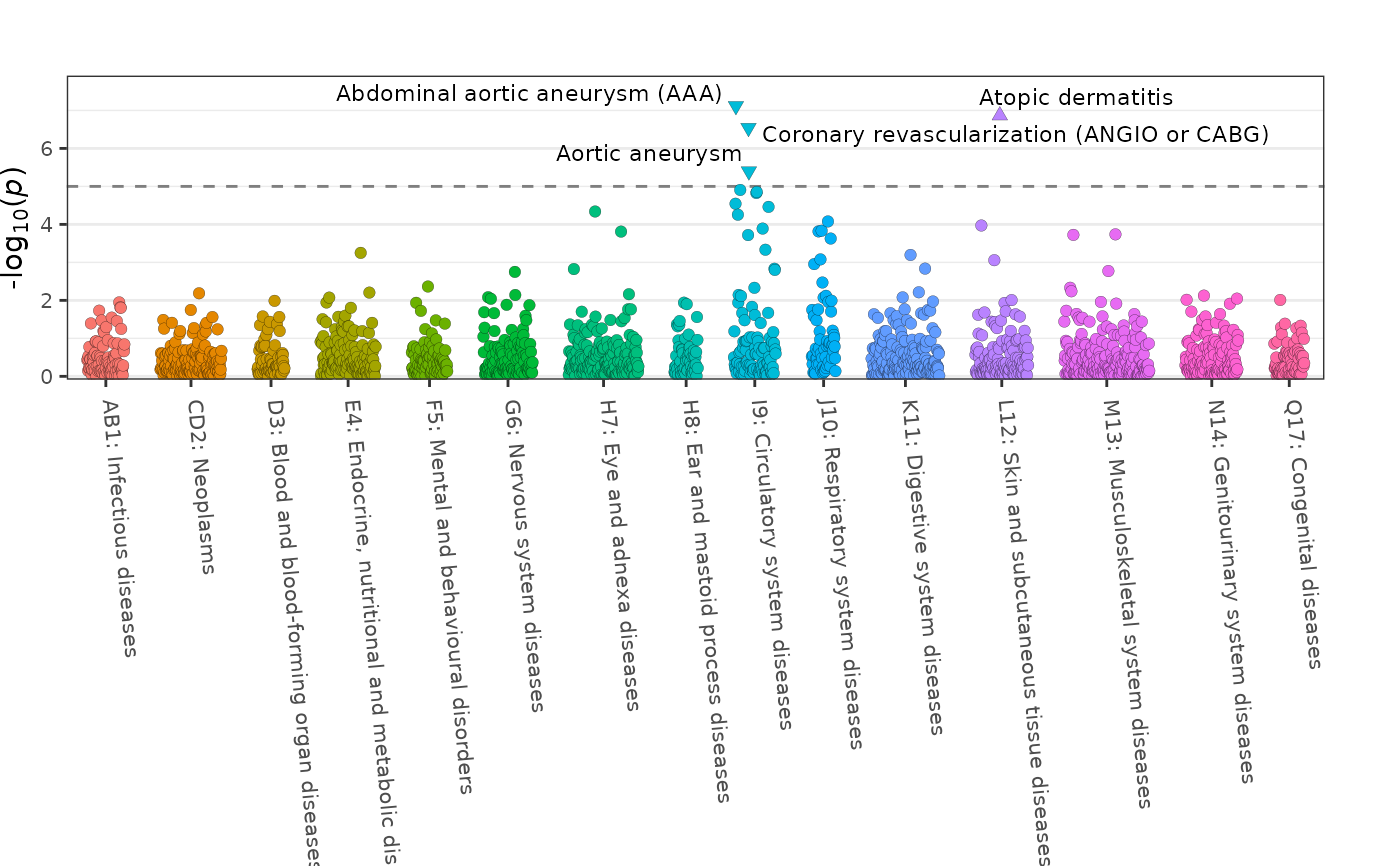 Abdominal aortic aneurysm (AAA)
Atopic dermatitis
Coronary revascularization (ANGIO or CABG)
Aortic aneurysm
-log10(p)
6
4
2
0
AB1: Infectious diseases
CD2: Neoplasms
D3: Blood and blood-forming organ diseases
E4: Endocrine, nutritional and metabolic dis
F5: Mental and behavioural disorders
G6: Nervous system diseases
H7: Eye and adnexa diseases
H8: Ear and mastoid process diseases
I9: Circulatory system diseases
J10: Respiratory system diseases
K11: Digestive system diseases
L12: Skin and subcutaneous tissue diseases
M13: Musculoskeletal system diseases
N14: Genitourinary system diseases
Q17: Congenital diseases